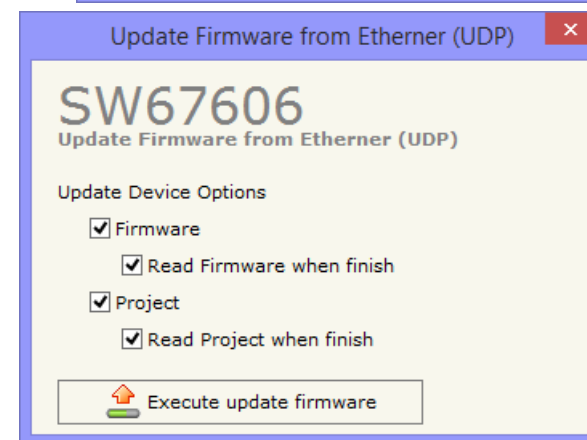 Update Firmware from Etherner (UDP)
SW67606
Update Firmware from Etherner (UDP)
Update Device Options
Firmware
Read Firmware when finish
Project
Read Project when finish
Execute update firmware